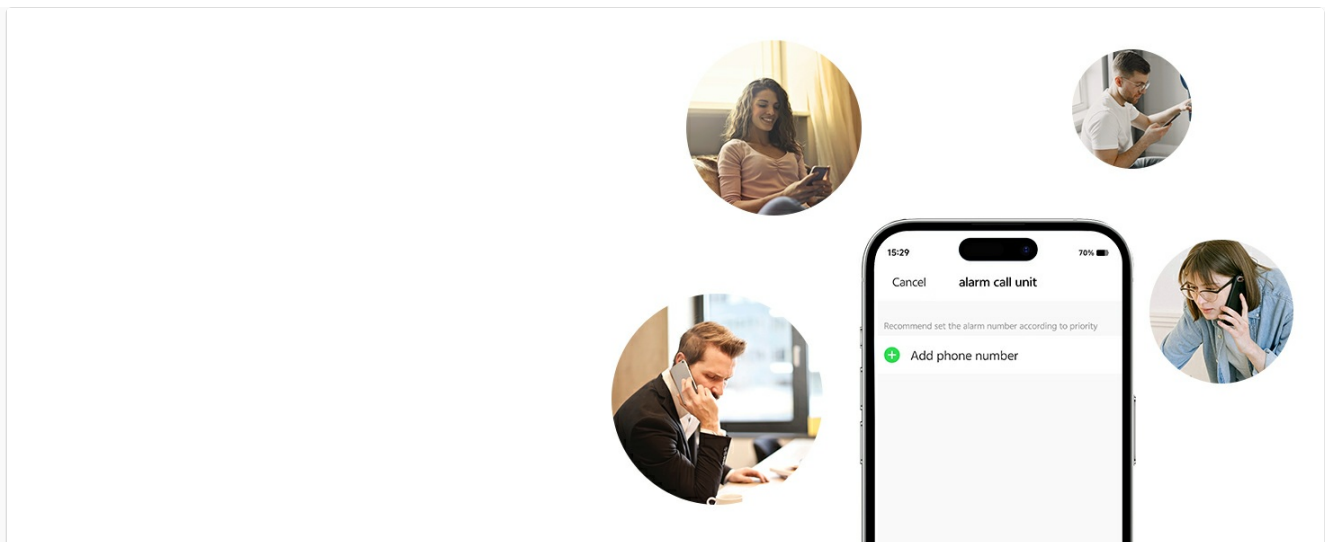 15:29
70%
Cancel
alarm call unit
Recommend set the alarm number according to priority
Add phone number